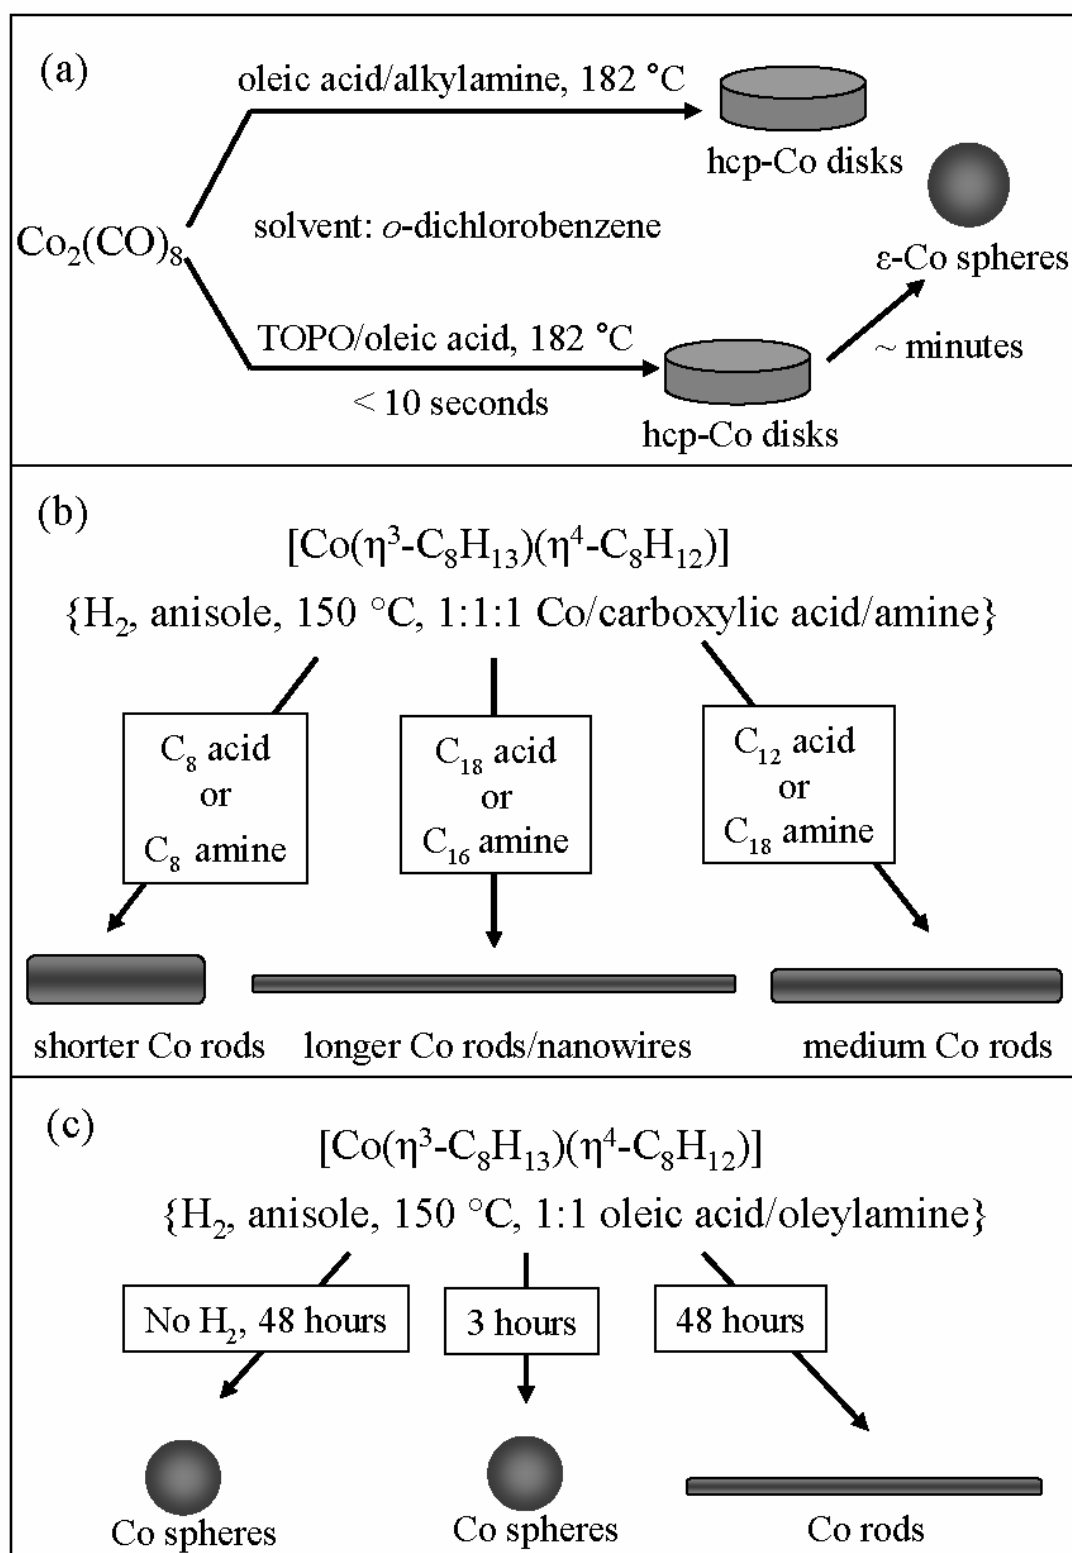 (a)
oleic acid/alkylamine, 182 °C
hcp-Co disks
solvent: o-dichlorobenzene
Co₂(CO)₈
ε-Co spheres
TOPO/oleic acid, 182 °C
~ minutes
< 10 seconds
hcp-Co disks
(b)
[Co(η³-C₈H₁₃)(η⁴-C₈H₁₂)]
{H₂, anisole, 150 °C, 1:1:1 Co/carboxylic acid/amine}
C₈ acid
or
C₈ amine
C₁₈ acid
or
C₁₆ amine
C₁₂ acid
or
C₁₈ amine
shorter Co rods
longer Co rods/nanowires
medium Co rods
(c)
[Co(η³-C₈H₁₃)(η⁴-C₈H₁₂)]
{H₂, anisole, 150 °C, 1:1 oleic acid/oleylamine}
No H₂, 48 hours
3 hours
48 hours
Co spheres
Co spheres
Co rods